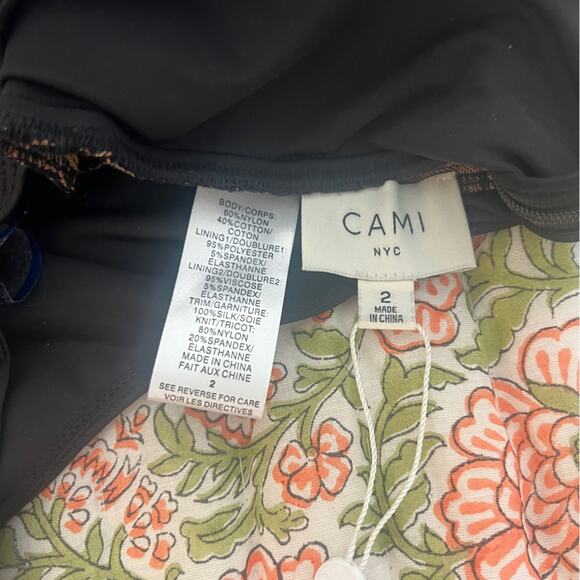 BODY/CORPS:
60%NYLON
40%COTTON/
COTON
LINING1/DOUBLURE1:
95%POLYESTER
5%SPANDEX/
ELASTHANNE
LINING2/DOUBLURE2:
95%VISCOSE
5%SPANDEX/
ELASTHANNE
TRIM/GARNITURE:
100%SILK/SOIE
KNIT/TRICOT:
80%NYLON
20%SPANDEX/
ELASTHANNE
MADE IN CHINA
FAIT AUX CHINE
2
SEE REVERSE FOR CARE
VOIR LES DIRECTIVES
CAMI
NYC
2
MADE
IN CHINA